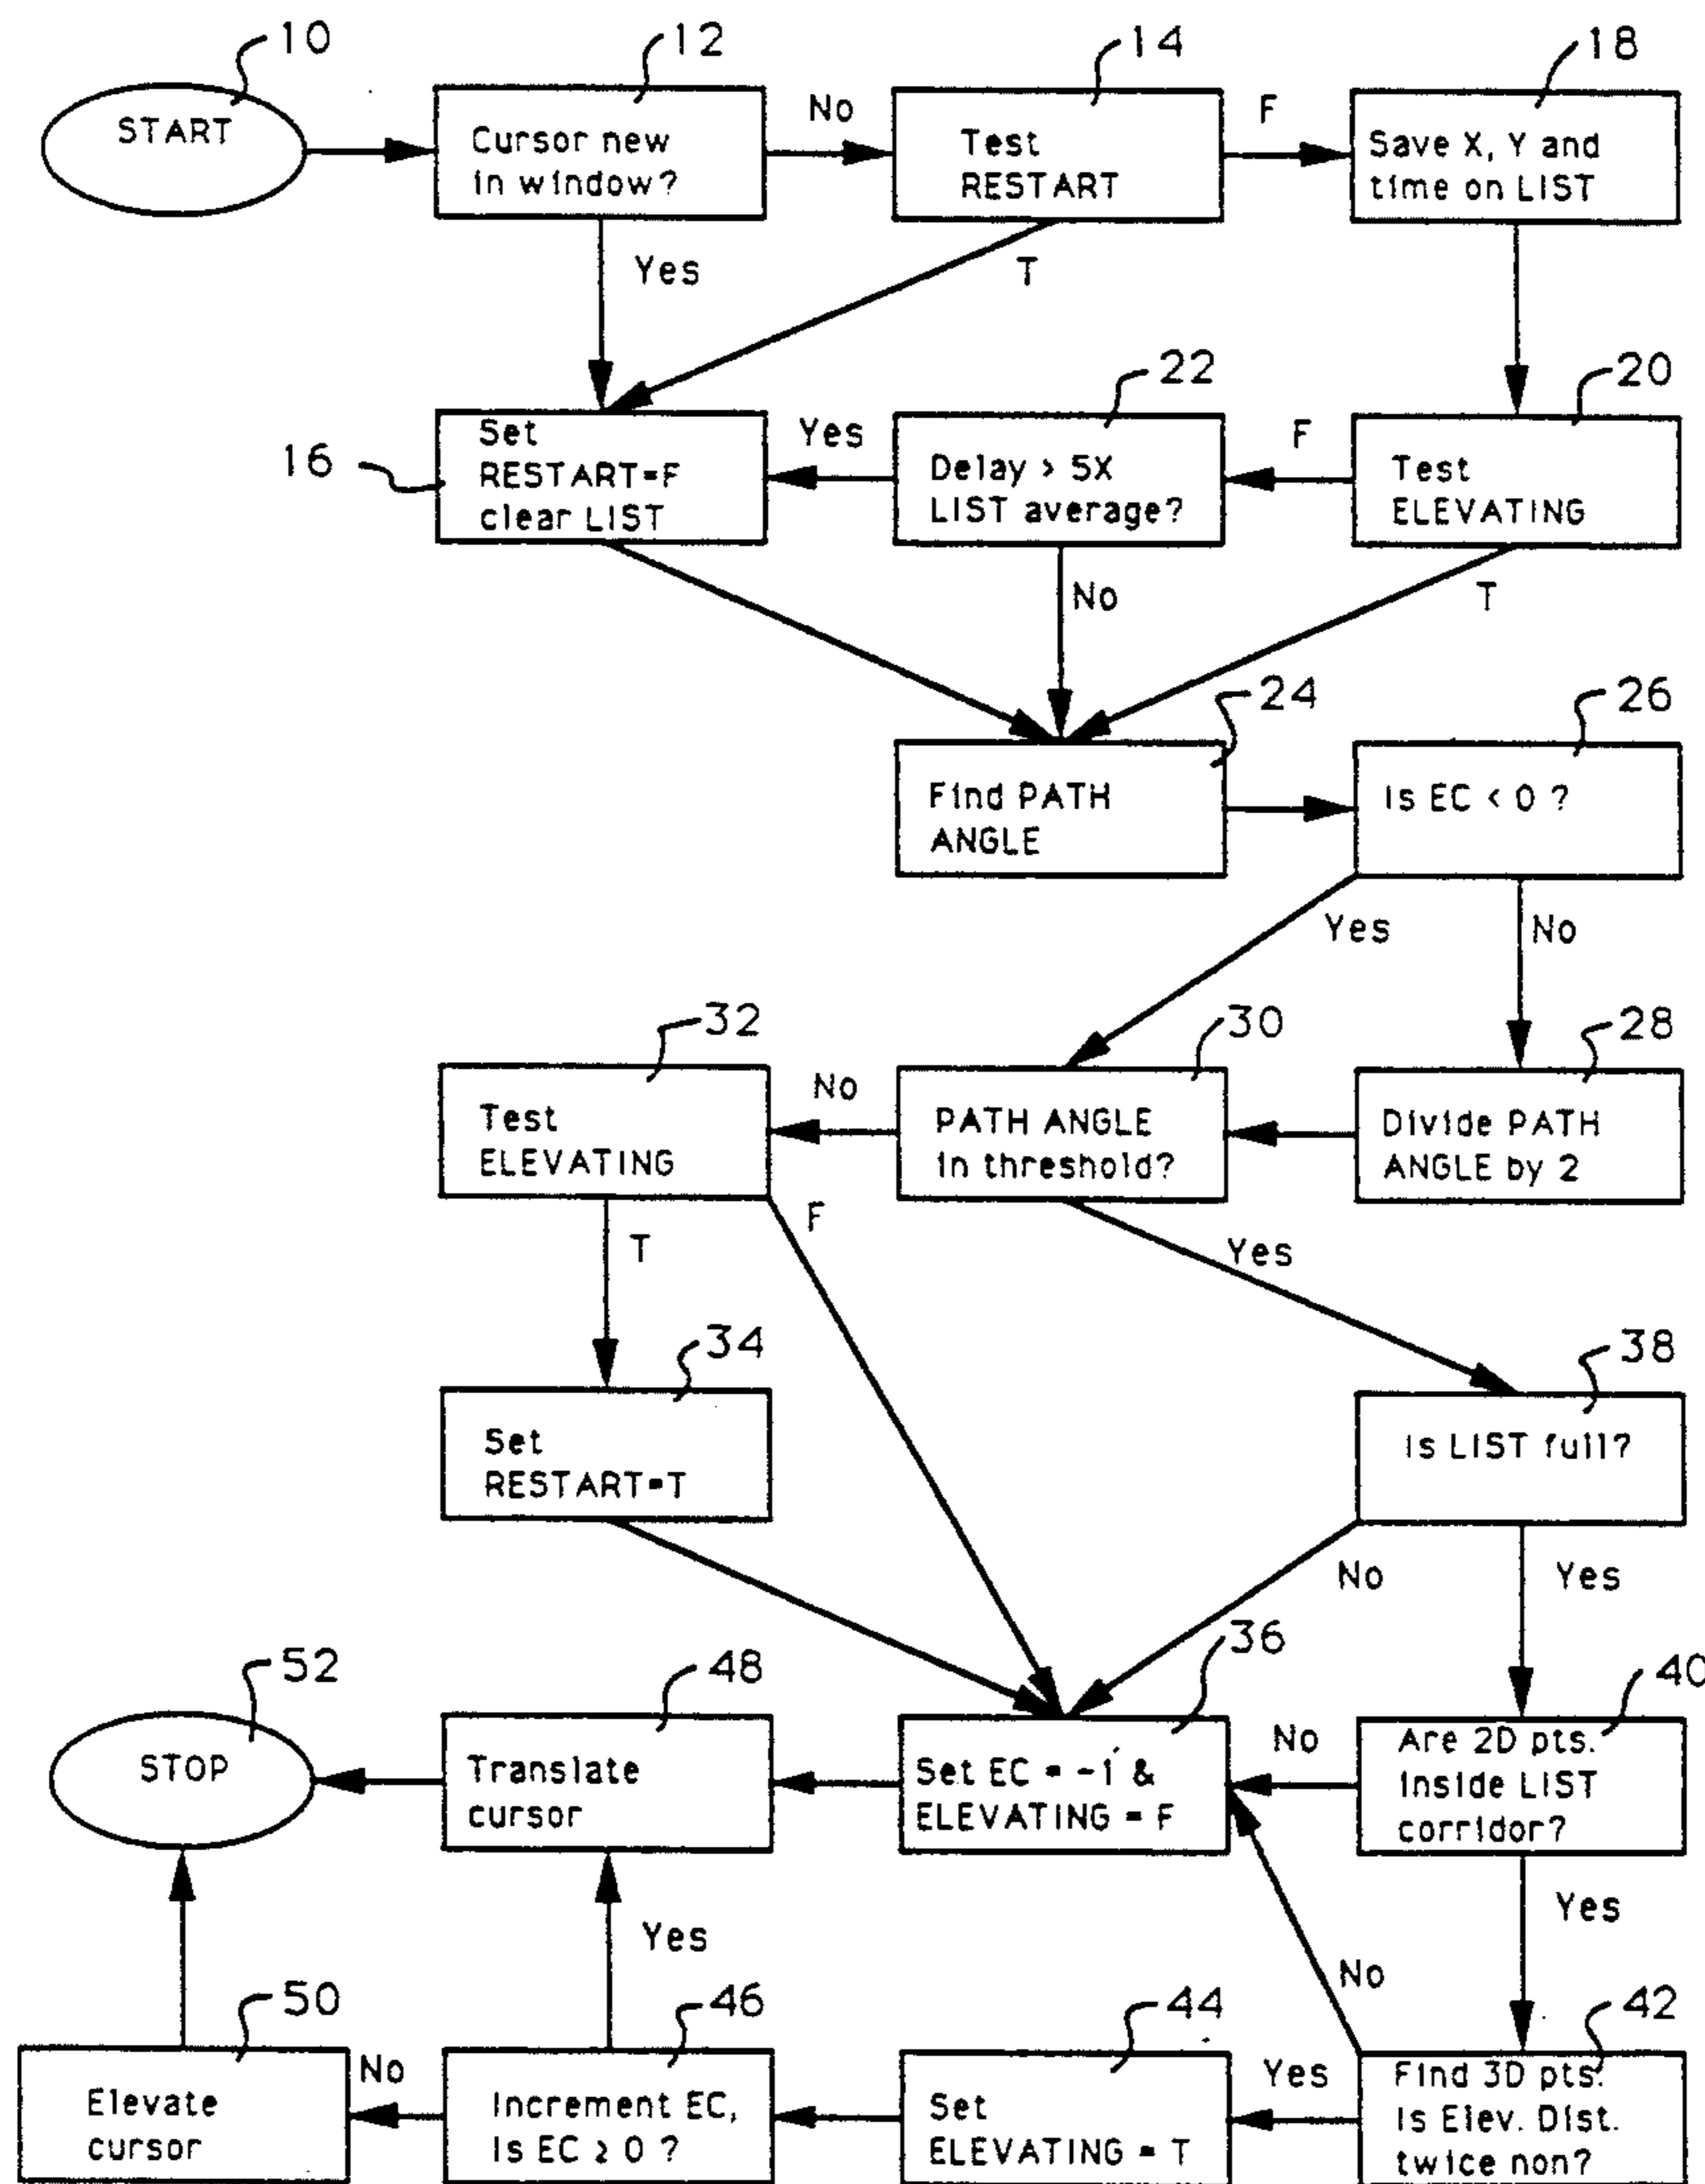 10
12
14
18
START
Cursor new
in window?
No
Test
RESTART
F
Save X, Y and
time on LIST
Yes
T
16
Set
RESTART=F
clear LIST
Yes
22
Delay > 5X
LIST average?
F
20
Test
ELEVATING
No
T
24
Find PATH
ANGLE
26
Is EC < 0 ?
Yes
No
32
Test
ELEVATING
No
30
PATH ANGLE
in threshold?
28
Divide PATH
ANGLE by 2
T
F
Yes
34
Set
RESTART=T
38
Is LIST full?
No
Yes
52
STOP
48
Translate
cursor
36
Set EC = -1 &
ELEVATING = F
No
40
Are 2D pts.
inside LIST
corridor?
Yes
No
Yes
50
Elevate
cursor
No
46
Increment EC,
Is EC ≥ 0 ?
44
Set
ELEVATING = T
Yes
42
Find 3D pts.
Is Elev. Dist.
twice non?